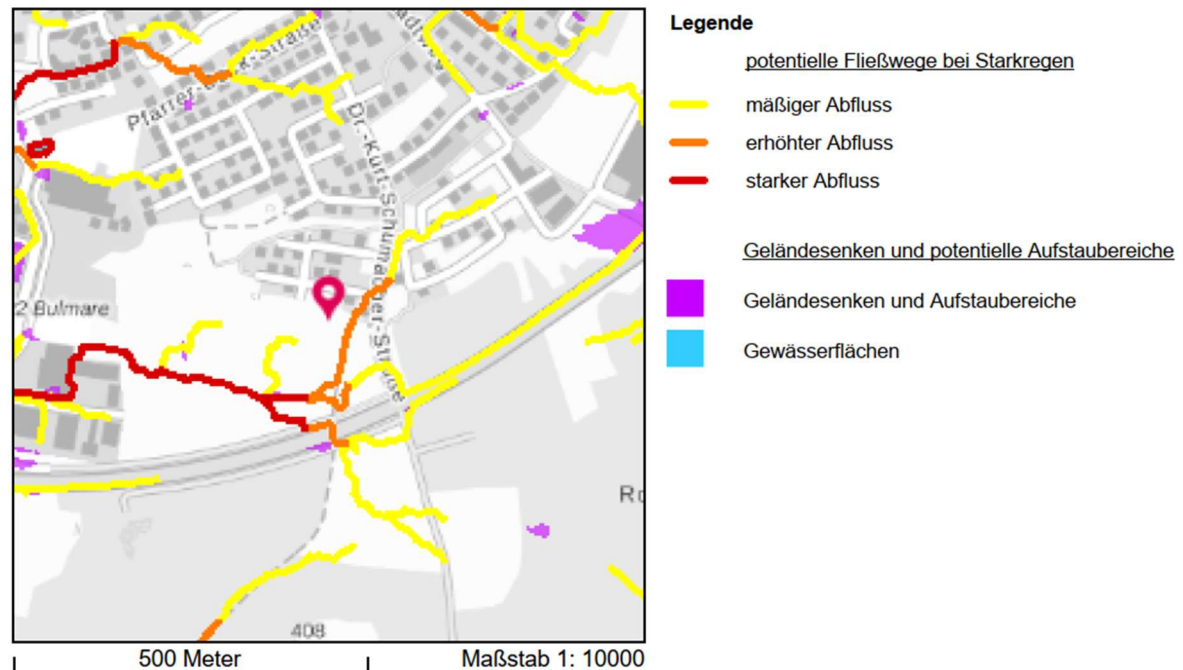 Legende
potentielle Fließwege bei Starkregen
mäßiger Abfluss
erhöhter Abfluss
starker Abfluss
Geländesenken und potentielle Aufstaubereiche
Geländesenken und Aufstaubereiche
Gewässerflächen
Dr.-Kurt-Schumacher-Straße
2 Bulmare
408
500 Meter
Maßstab 1: 10000